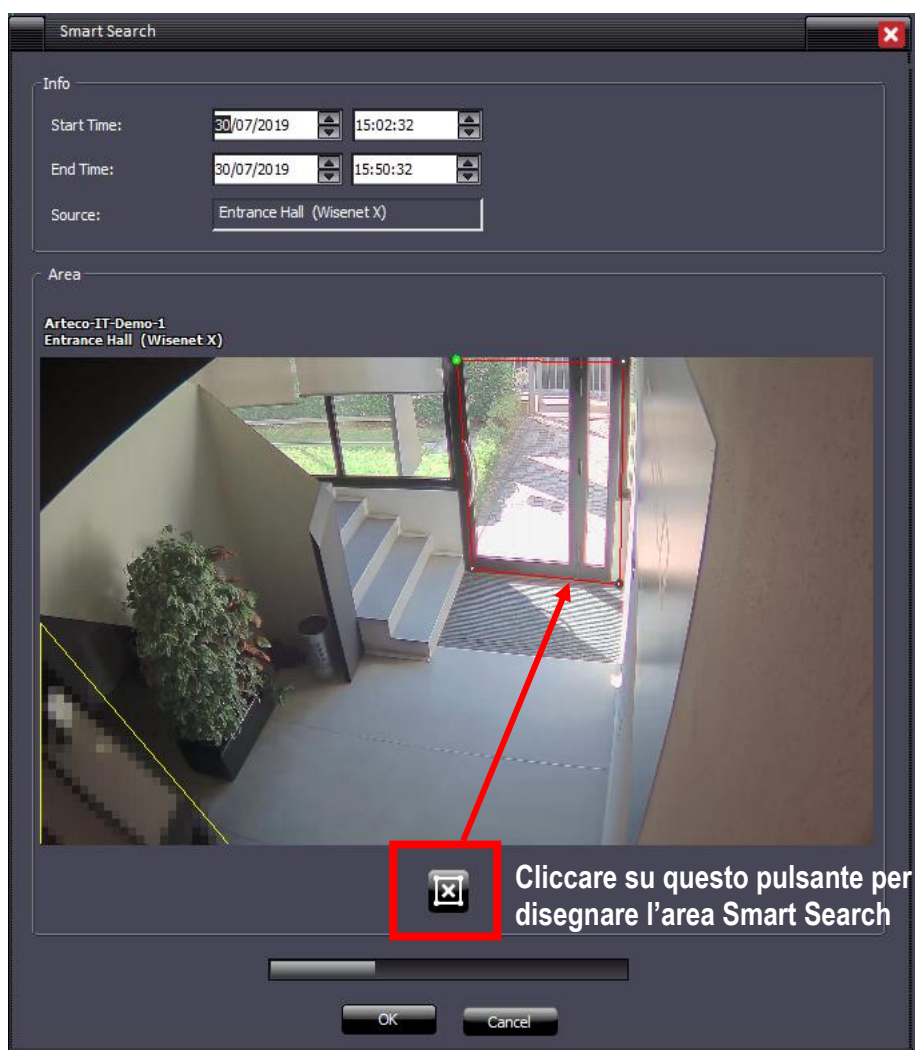 Smart Search
Info
Start Time:
30/07/2019
15:02:32
End Time:
30/07/2019
15:50:32
Source:
Entrance Hall (Wisenet X)
Area
Arteco-IT-Demo-1
Entrance Hall (Wisenet X)
Cliccare su questo pulsante per
disegnare l’area Smart Search
OK
Cancel